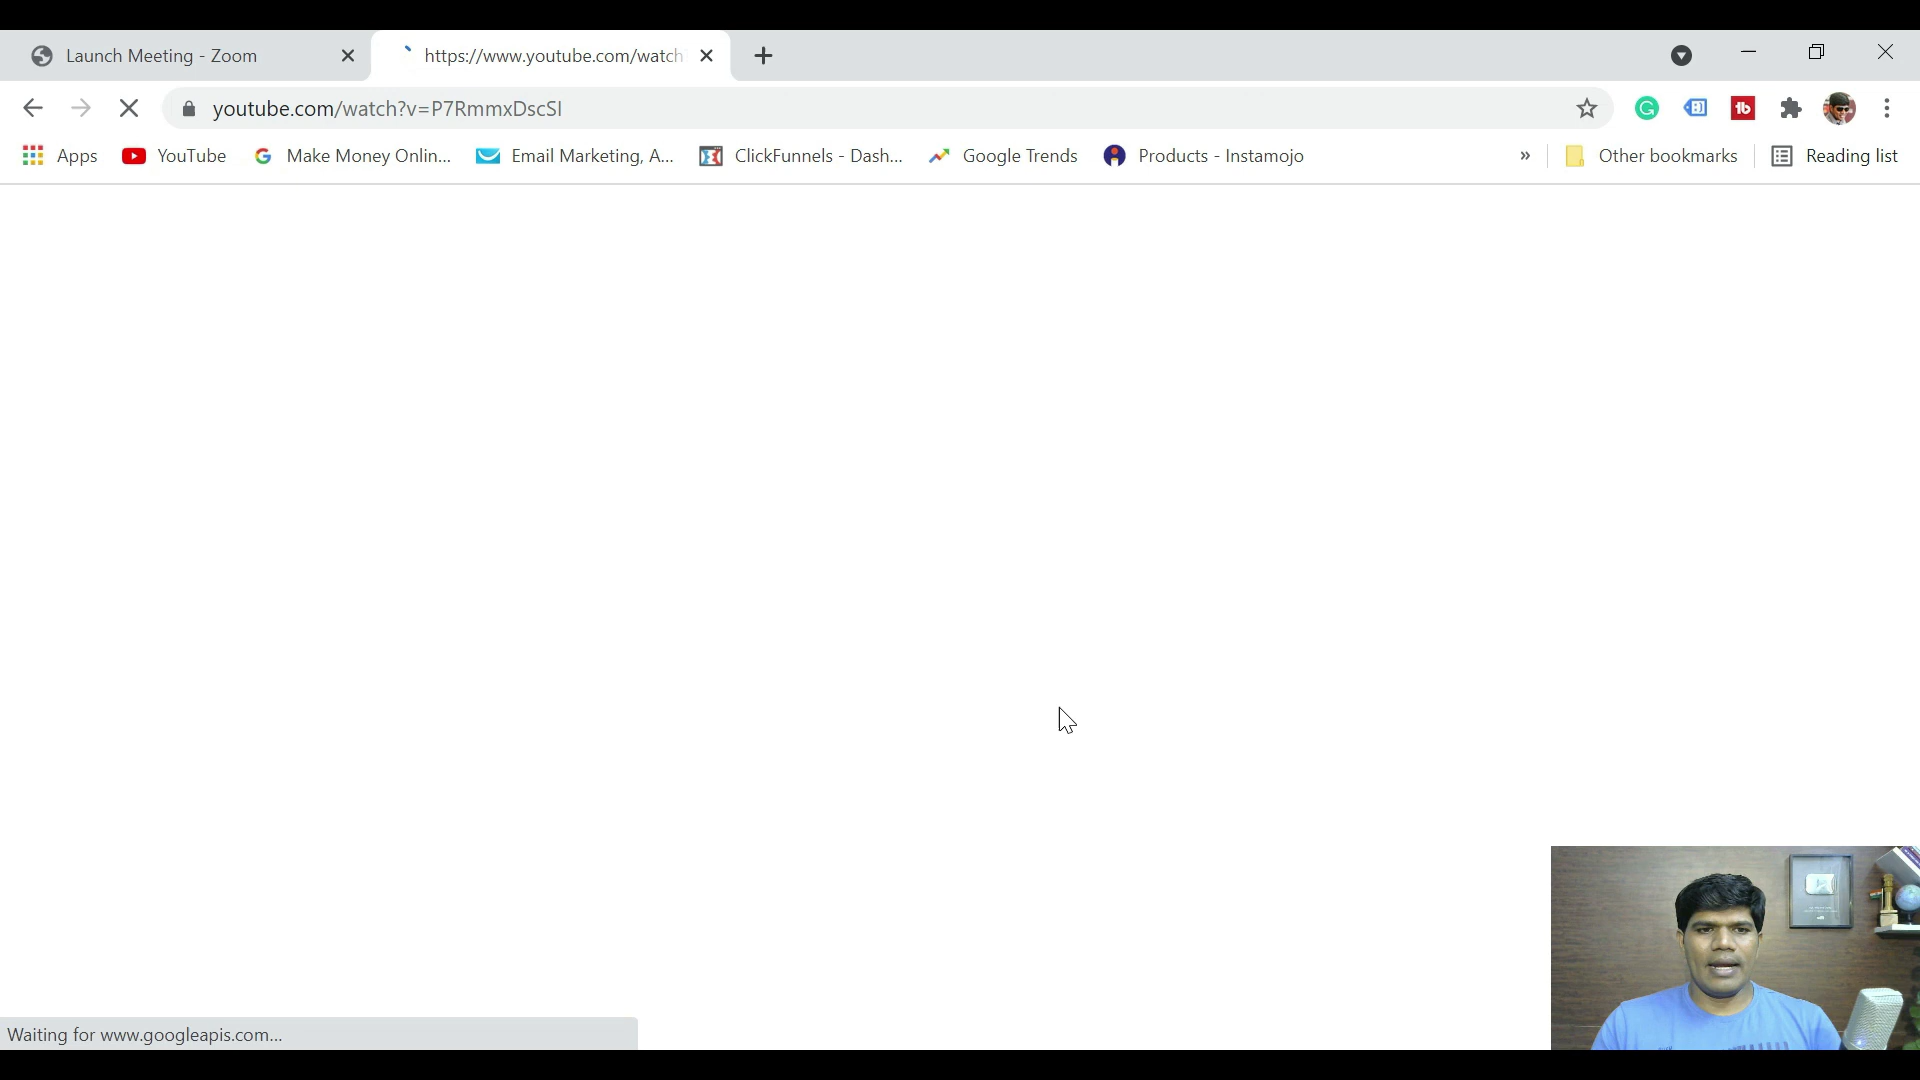 Launch Meeting - Zoom
https://www.youtube.com/watch
youtube.com/watch?v=P7RmmxDscSI
Apps
YouTube
Make Money Onlin...
Email Marketing, A...
ClickFunnels - Dash...
Google Trends
Products - Instamojo
»
Other bookmarks
Reading list
Waiting for www.googleapis.com...